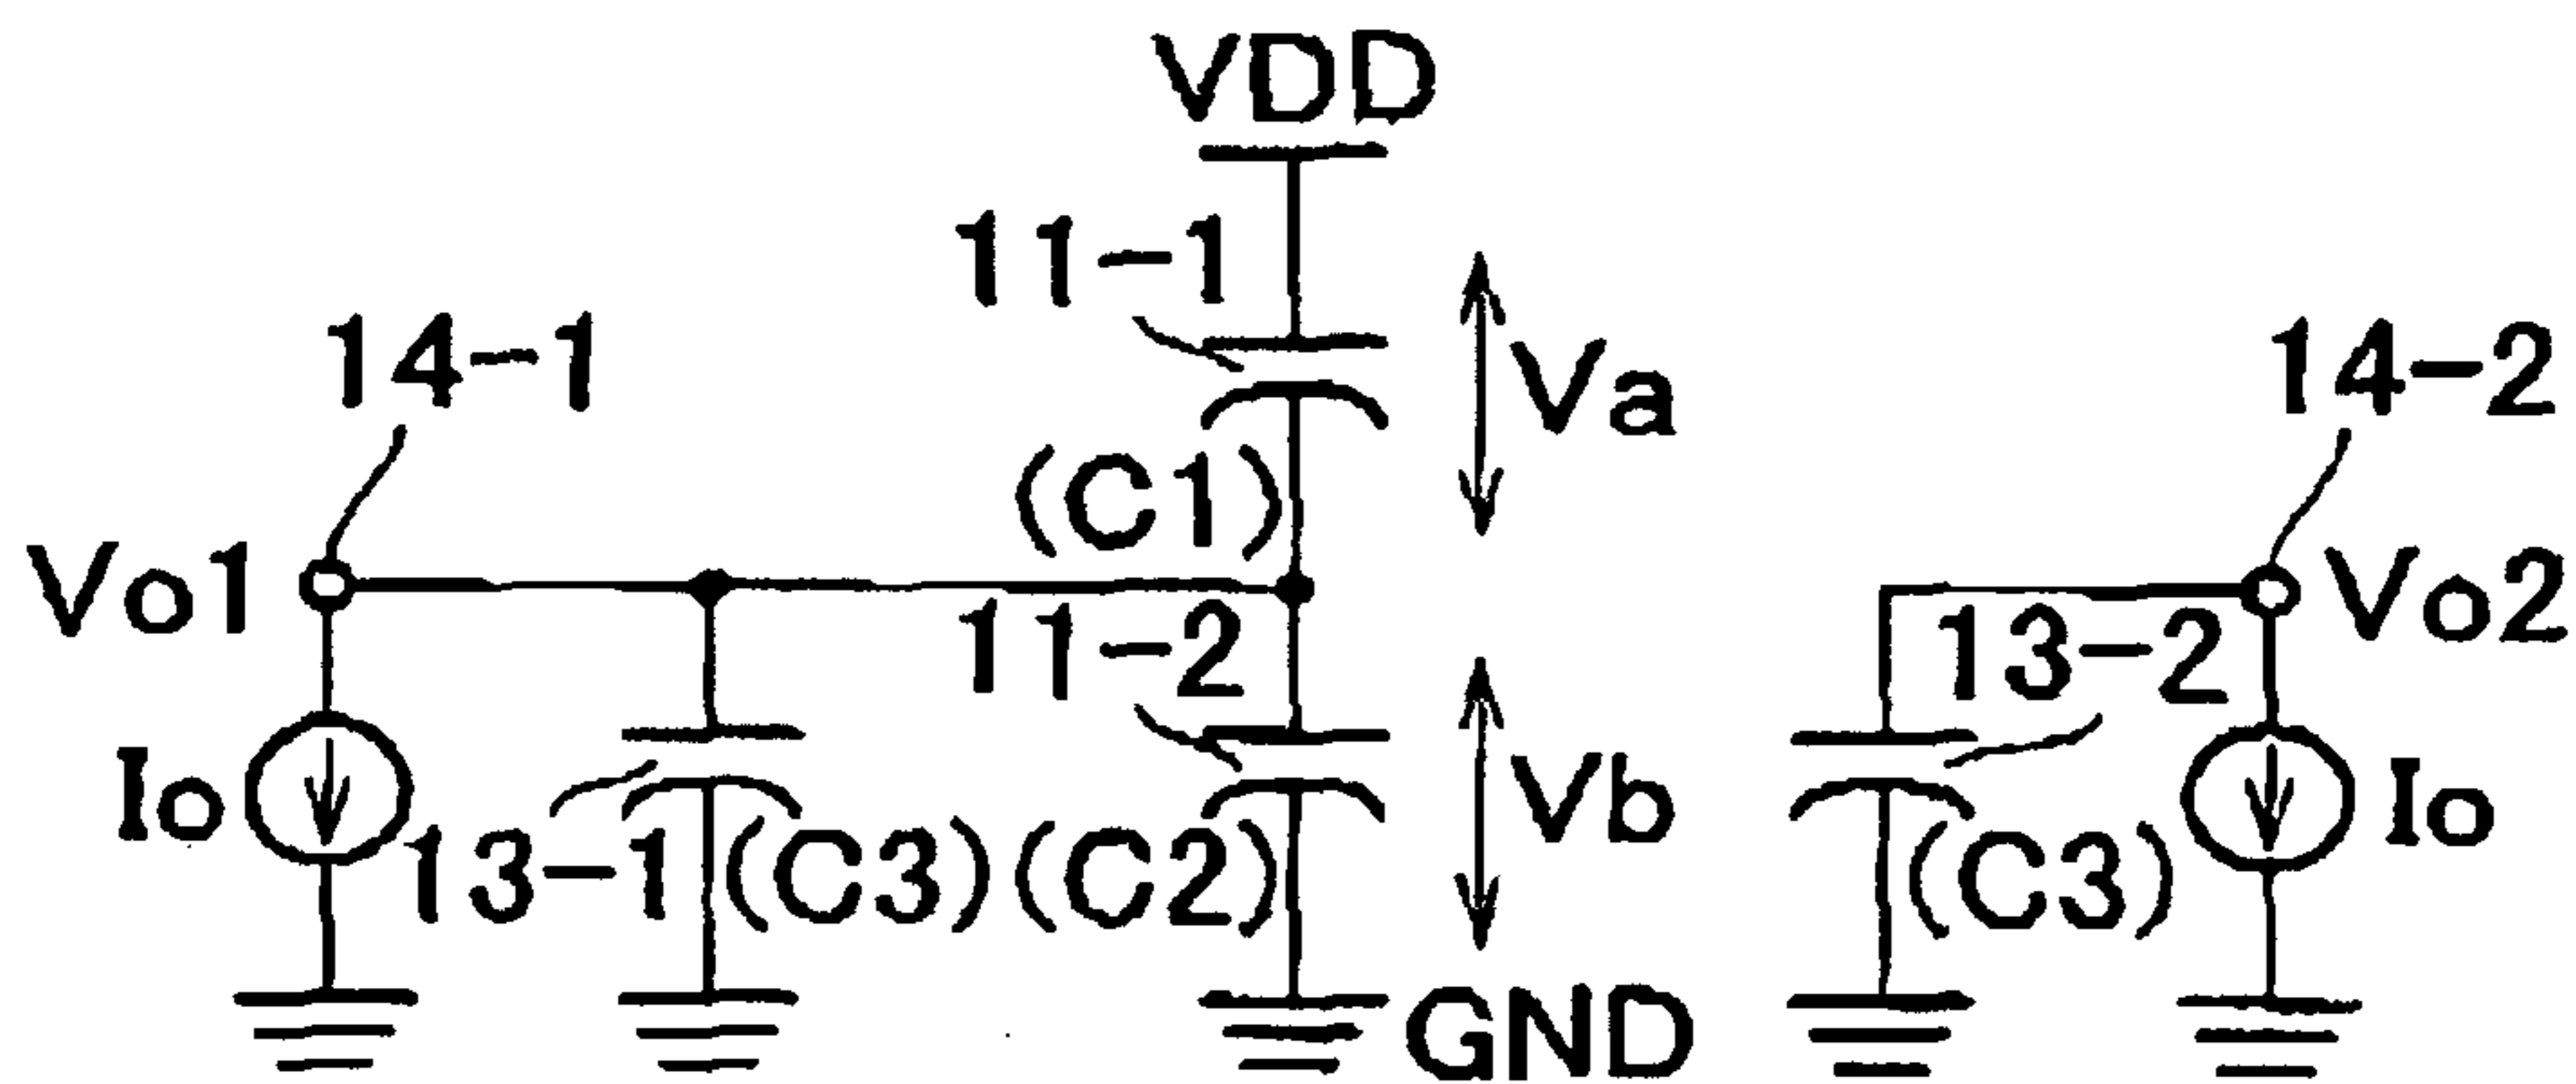 VDD
11-1
Va
14-1
14-2
(C1)
Vo1
Vo2
11-2
13-2
Io
Vb
Io
13-1
(C3)
(C2)
(C3)
GND